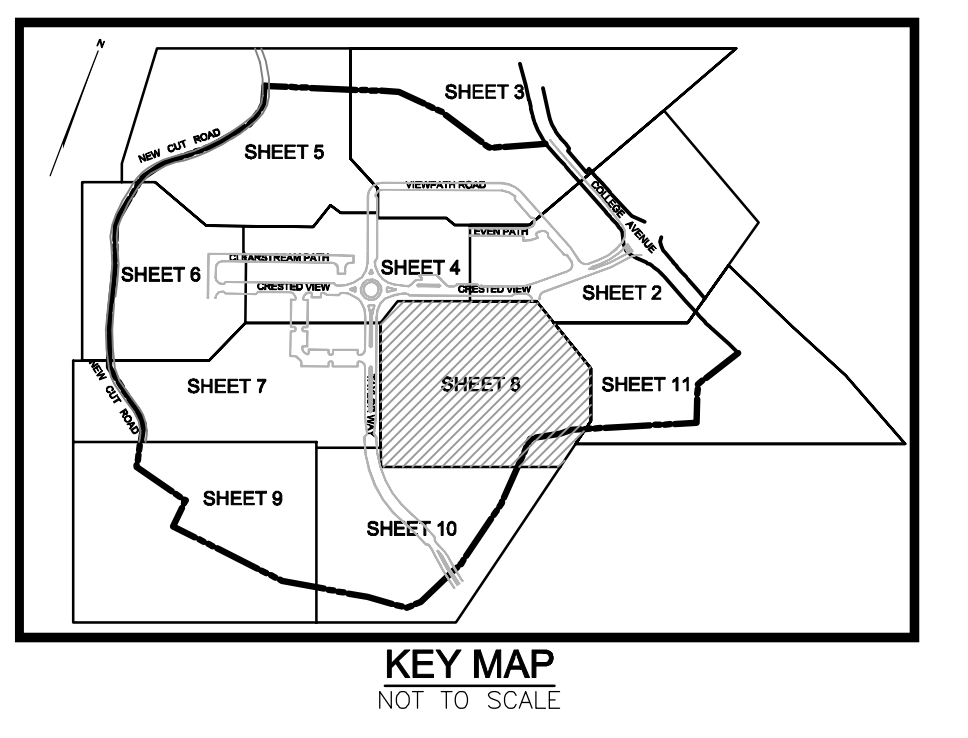 N
SHEET 3
NEW CUT ROAD
SHEET 5
VIEWPATH ROAD
COLLEGE AVENUE
EVEN PATH
CLEARSTREAM PATH
SHEET 4
SHEET 6
CRESTED VIEW
CRESTED VIEW
SHEET 2
SHEET 7
SHEET 8
SHEET 11
NEW CUT ROAD
WAY
SHEET 9
SHEET 10
KEY MAP
NOT TO SCALE